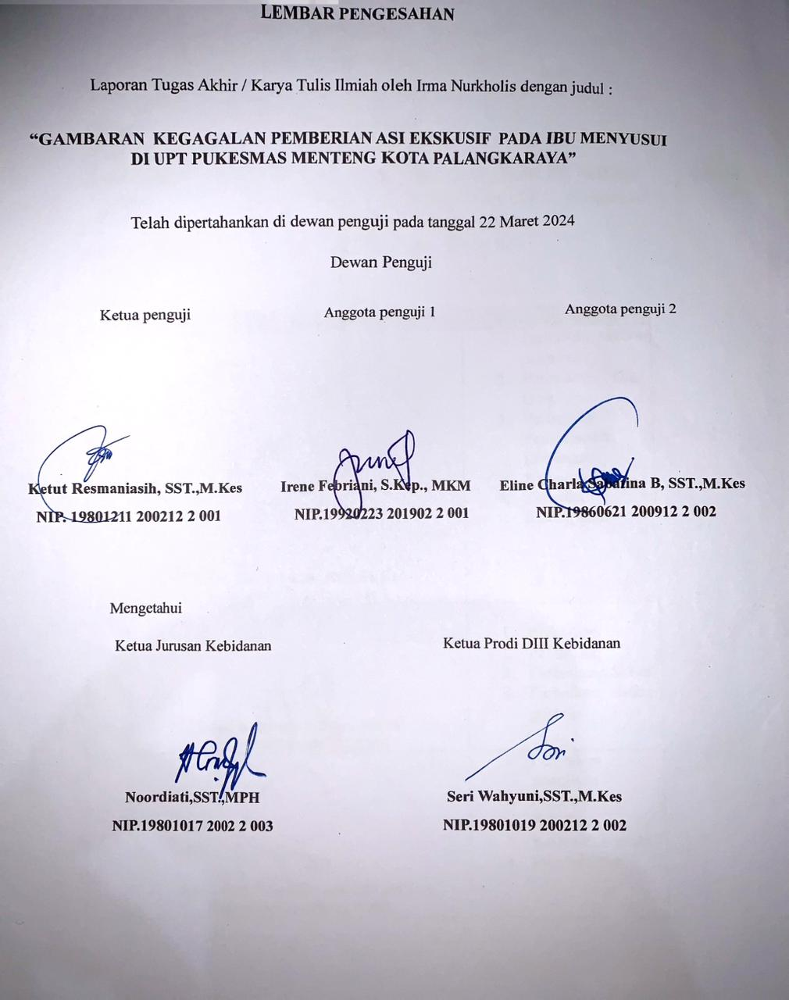 LEMBAR PENGESAHAN
Laporan Tugas Akhir / Karya Tulis Ilmiah oleh Irma Nurkholis dengan judul :
“GAMBARAN KEGAGALAN PEMBERIAN ASI EKSKUSIF PADA IBU MENYUSUI
DI UPT PUKESMAS MENTENG KOTA PALANGKARAYA”
Telah dipertahankan di dewan penguji pada tanggal 22 Maret 2024
Dewan Penguji
Ketua penguji Anggota penguji 1 Anggota penguji 2
Ketut Resmaniasih, SST.,M.Kes Irene Febriani, S.Kep., MKM Eline Charla Sabatina B, SST.,M.Kes
NIP. 19801211 200212 2 001 NIP.19920223 201902 2 001 NIP.19860621 200912 2 002
Mengetahui
Ketua Jurusan Kebidanan Ketua Prodi DIII Kebidanan
Noordiati,SST.,MPH Seri Wahyuni,SST.,M.Kes
NIP.19801017 2002 2 003 NIP.19801019 200212 2 002